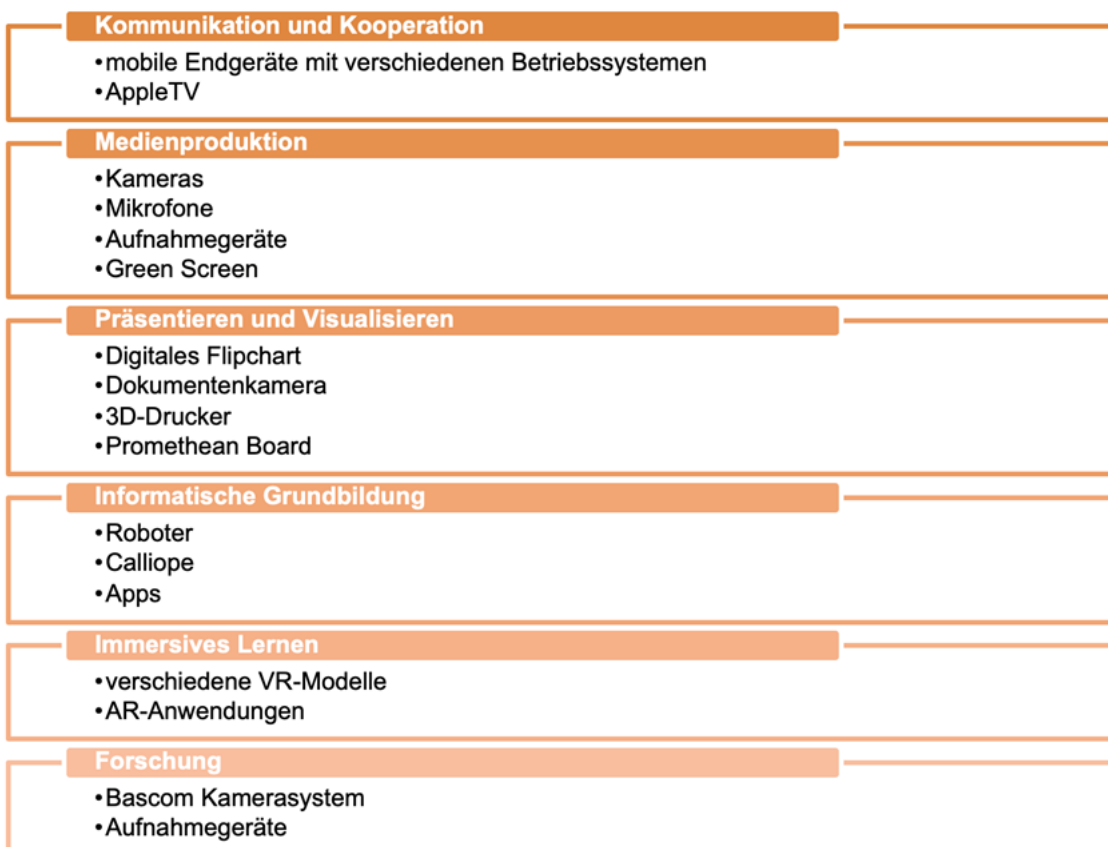 Kommunikation und Kooperation
•mobile Endgeräte mit verschiedenen Betriebssystemen
•AppleTV
Medienproduktion
•Kameras
•Mikrofone
•Aufnahmegeräte
•Green Screen
Präsentieren und Visualisieren
•Digitales Flipchart
•Dokumentenkamera
•3D-Drucker
•Promethean Board
Informatische Grundbildung
•Roboter
•Calliope
•Apps
Immersives Lernen
•verschiedene VR-Modelle
•AR-Anwendungen
Forschung
•Bascom Kamerasystem
•Aufnahmegeräte